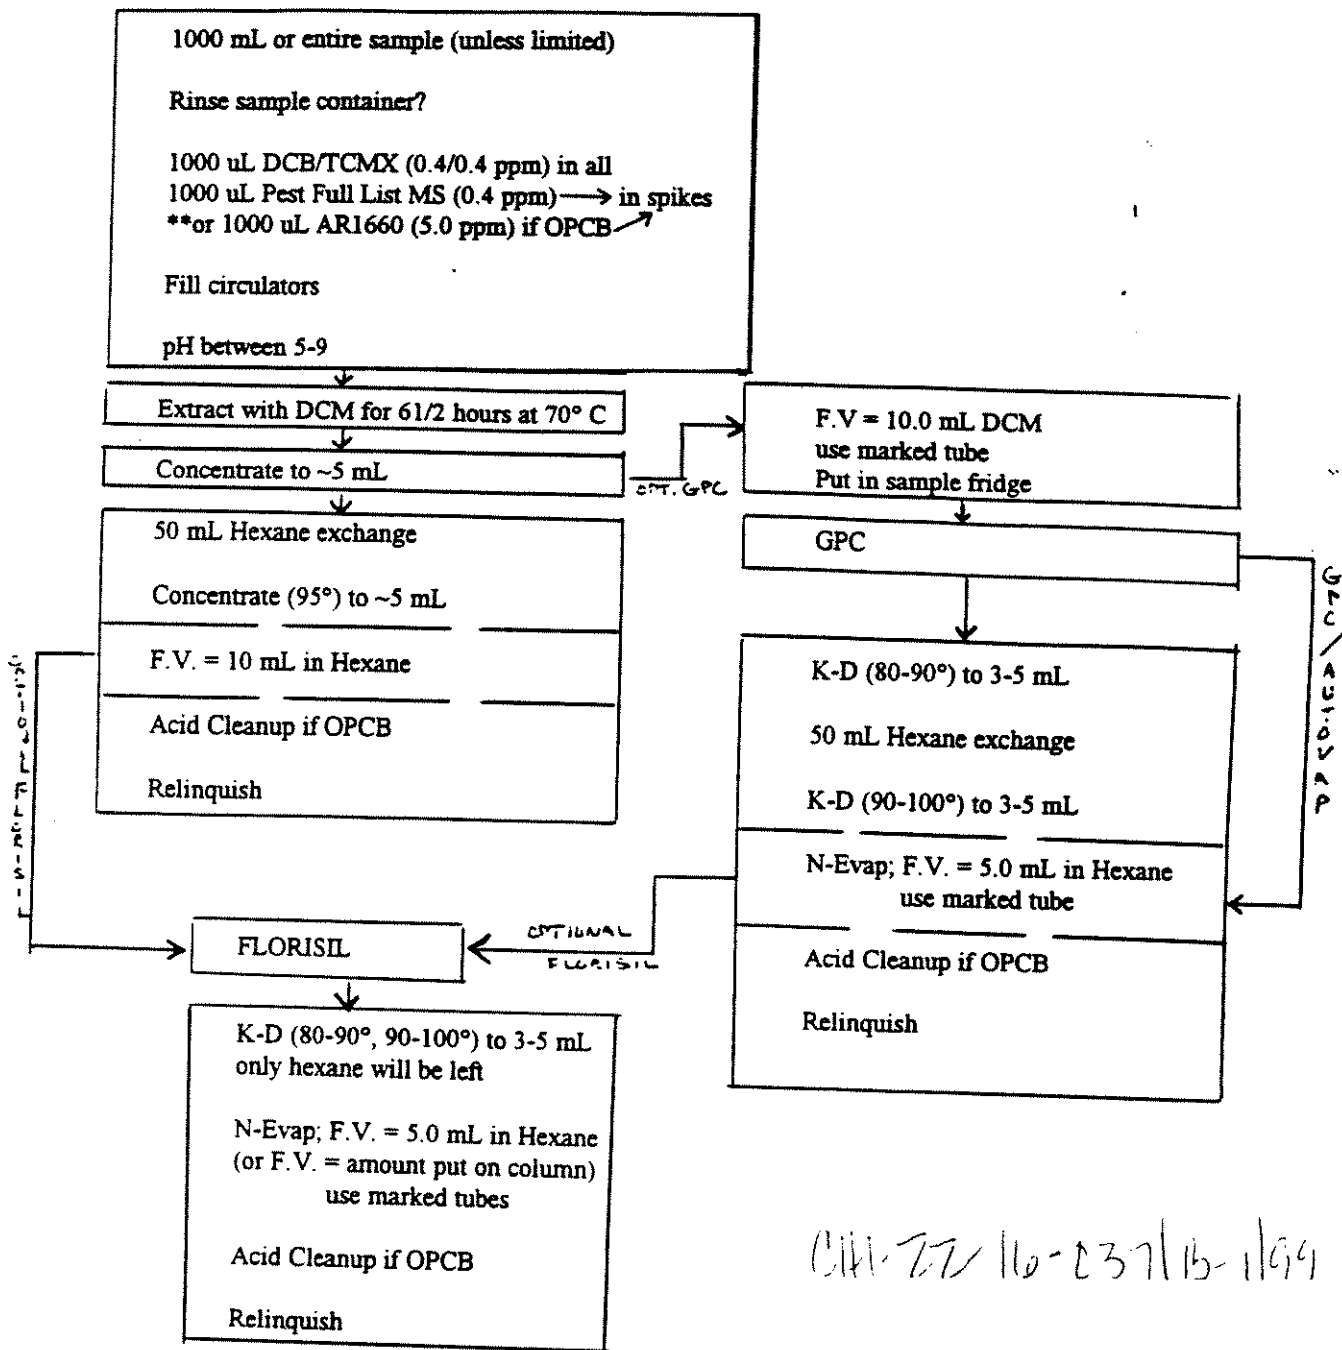 1000 mL or entire sample (unless limited)
Rinse sample container?
1000 uL DCB/TCMX (0.4/0.4 ppm) in all
1000 uL Pest Full List MS (0.4 ppm) → in spikes
**or 1000 uL AR1660 (5.0 ppm) if OPCB
Fill circulators
pH between 5-9
Extract with DCM for 61/2 hours at 70° C
Concentrate to ~5 mL
OPT. GPC
F.V = 10.0 mL DCM
use marked tube
Put in sample fridge
GPC
GPC/AUTOVAP
50 mL Hexane exchange
Concentrate (95°) to ~5 mL
F.V. = 10 mL in Hexane
Acid Cleanup if OPCB
Relinquish
K-D (80-90°) to 3-5 mL
50 mL Hexane exchange
K-D (90-100°) to 3-5 mL
N-Evap; F.V. = 5.0 mL in Hexane
use marked tube
Acid Cleanup if OPCB
Relinquish
OPTIONAL
FLORISIL
FLORISIL
K-D (80-90°, 90-100°) to 3-5 mL
only hexane will be left
N-Evap; F.V. = 5.0 mL in Hexane
(or F.V. = amount put on column)
use marked tubes
Acid Cleanup if OPCB
Relinquish